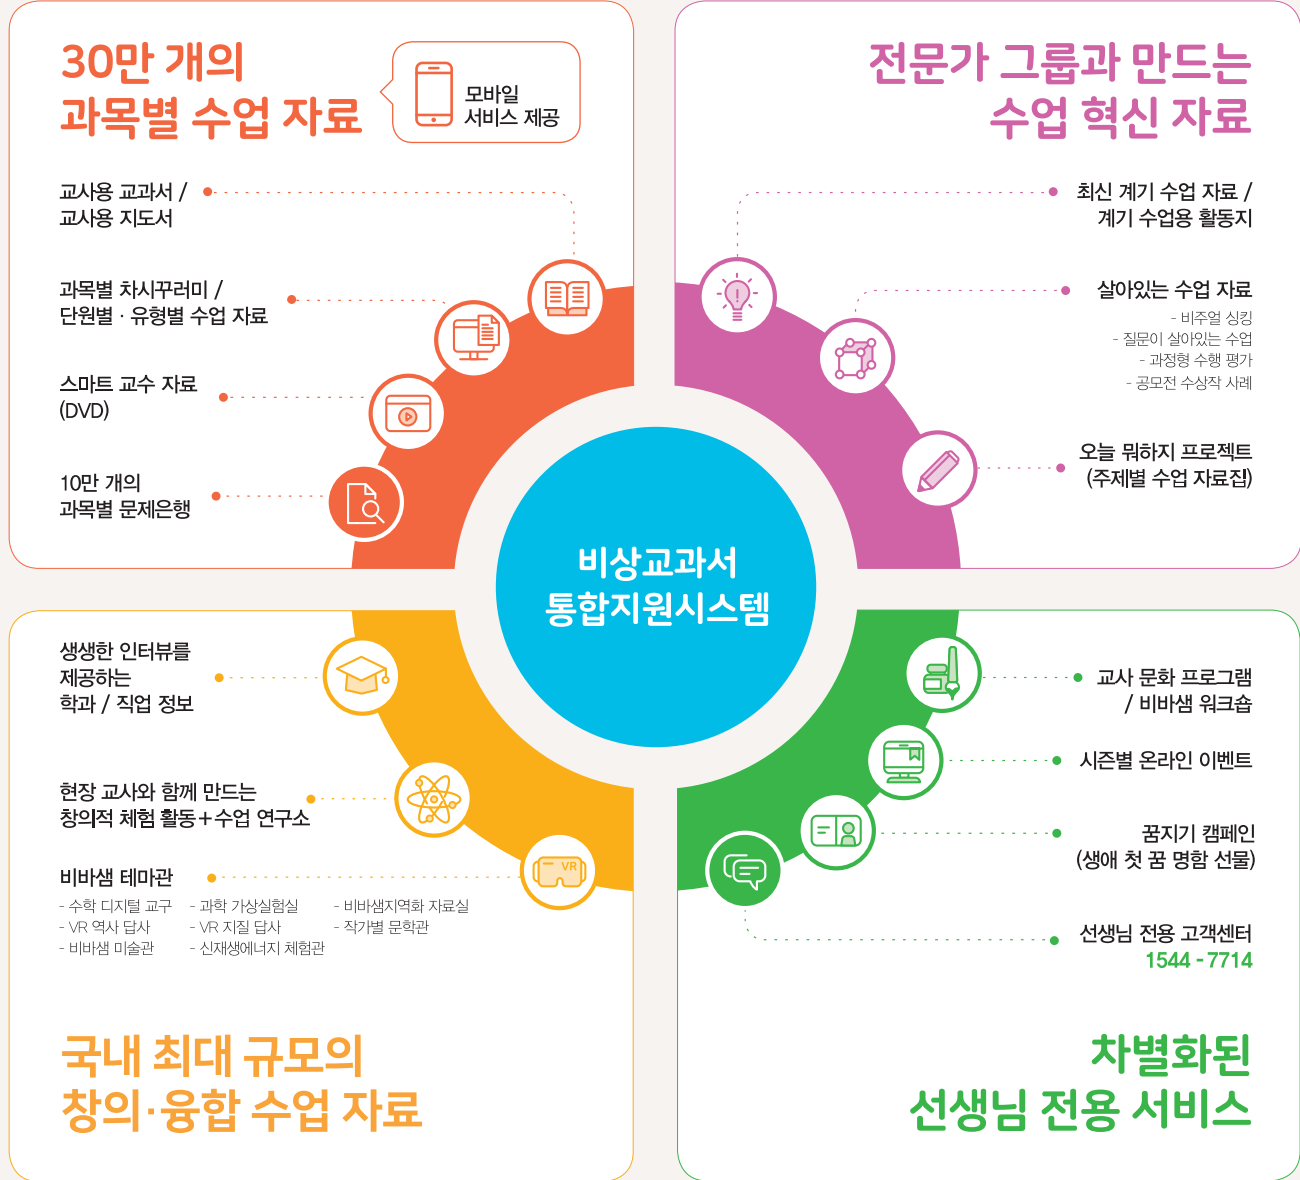 30만 개의
과목별 수업 자료
모바일
서비스 제공
교사용 교과서 /
교사용 지도서
과목별 차시꾸러미 /
단원별 · 유형별 수업 자료
스마트 교수 자료
(DVD)
10만 개의
과목별 문제은행
전문가 그룹과 만드는
수업 혁신 자료
최신 계기 수업 자료 /
계기 수업용 활동지
살아있는 수업 자료
- 비주얼 싱킹
- 질문이 살아있는 수업
- 과정형 수행 평가
- 공모전 수상작 사례
오늘 뭐하지 프로젝트
(주제별 수업 자료집)
비상교과서
통합지원시스템
생생한 인터뷰를
제공하는
학과 / 직업 정보
현장 교사와 함께 만드는
창의적 체험 활동+수업 연구소
비바샘 테마관
- 수학 디지털 교구
- VR 역사 답사
- 비바샘 미술관
- 과학 가상실험실
- VR 지질 답사
- 신재생에너지 체험관
- 비바샘지역화 자료실
- 작가별 문학관
VR
국내 최대 규모의
창의·융합 수업 자료
교사 문화 프로그램
/ 비바샘 워크숍
시즌별 온라인 이벤트
꿈지기 캠페인
(생애 첫 꿈 명함 선물)
선생님 전용 고객센터
1544 - 7714
차별화된
선생님 전용 서비스